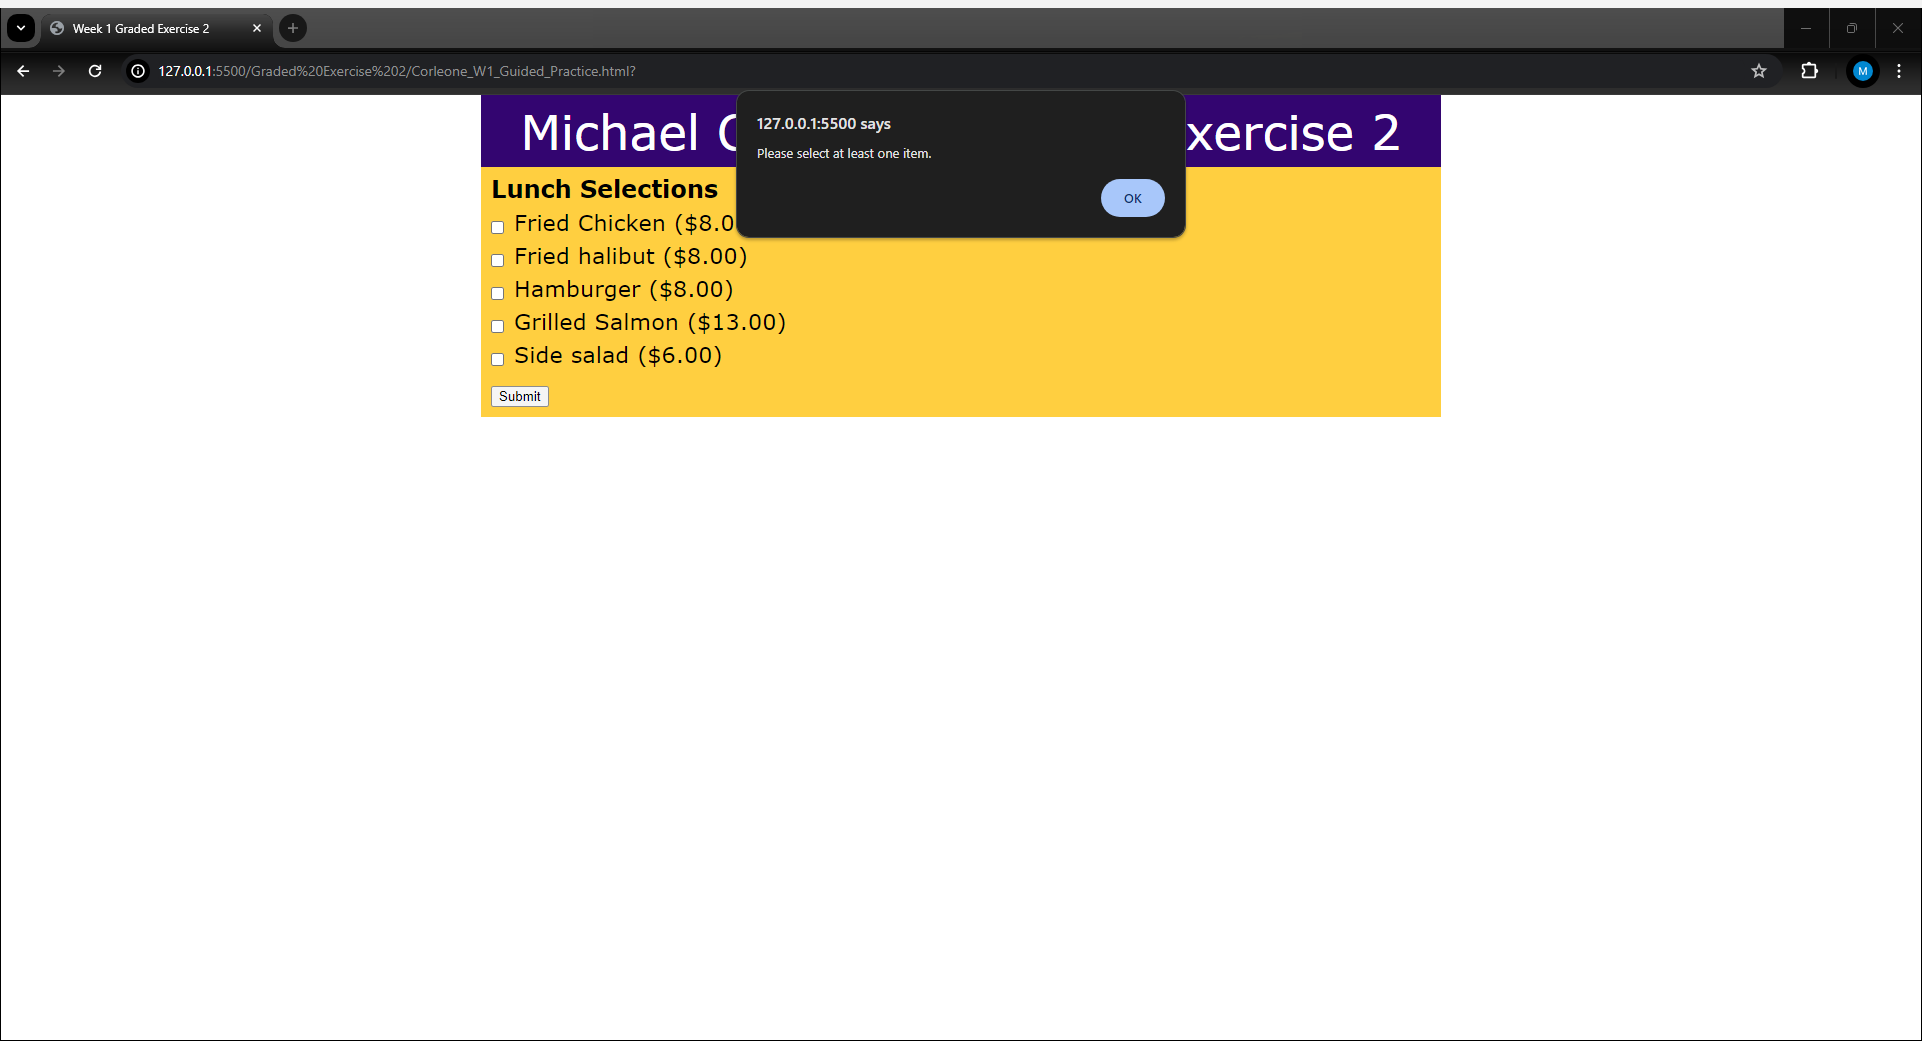 Week 1 Graded Exercise 2
127.0.0.1:5500/Graded%20Exercise%202/Corleone_W1_Guided_Practice.html?
M
127.0.0.1:5500 says
Please select at least one item.
OK
Michael C
xercise 2
Lunch Selections
Fried Chicken ($8.0
Fried halibut ($8.00)
Hamburger ($8.00)
Grilled Salmon ($13.00)
Side salad ($6.00)
Submit